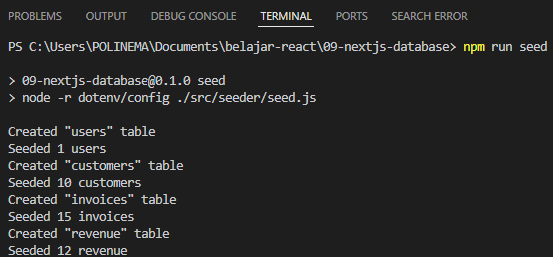 PROBLEMS OUTPUT DEBUG CONSOLE TERMINAL PORTS SEARCH ERROR
PS C:\Users\POLINEMA\Documents\belajar-react\09-nextjs-database> npm run seed
> 09-nextjs-database@0.1.0 seed
> node -r dotenv/config ./src/seeder/seed.js
Created "users" table
Seeded 1 users
Created "customers" table
Seeded 10 customers
Created "invoices" table
Seeded 15 invoices
Created "revenue" table
Seeded 12 revenue